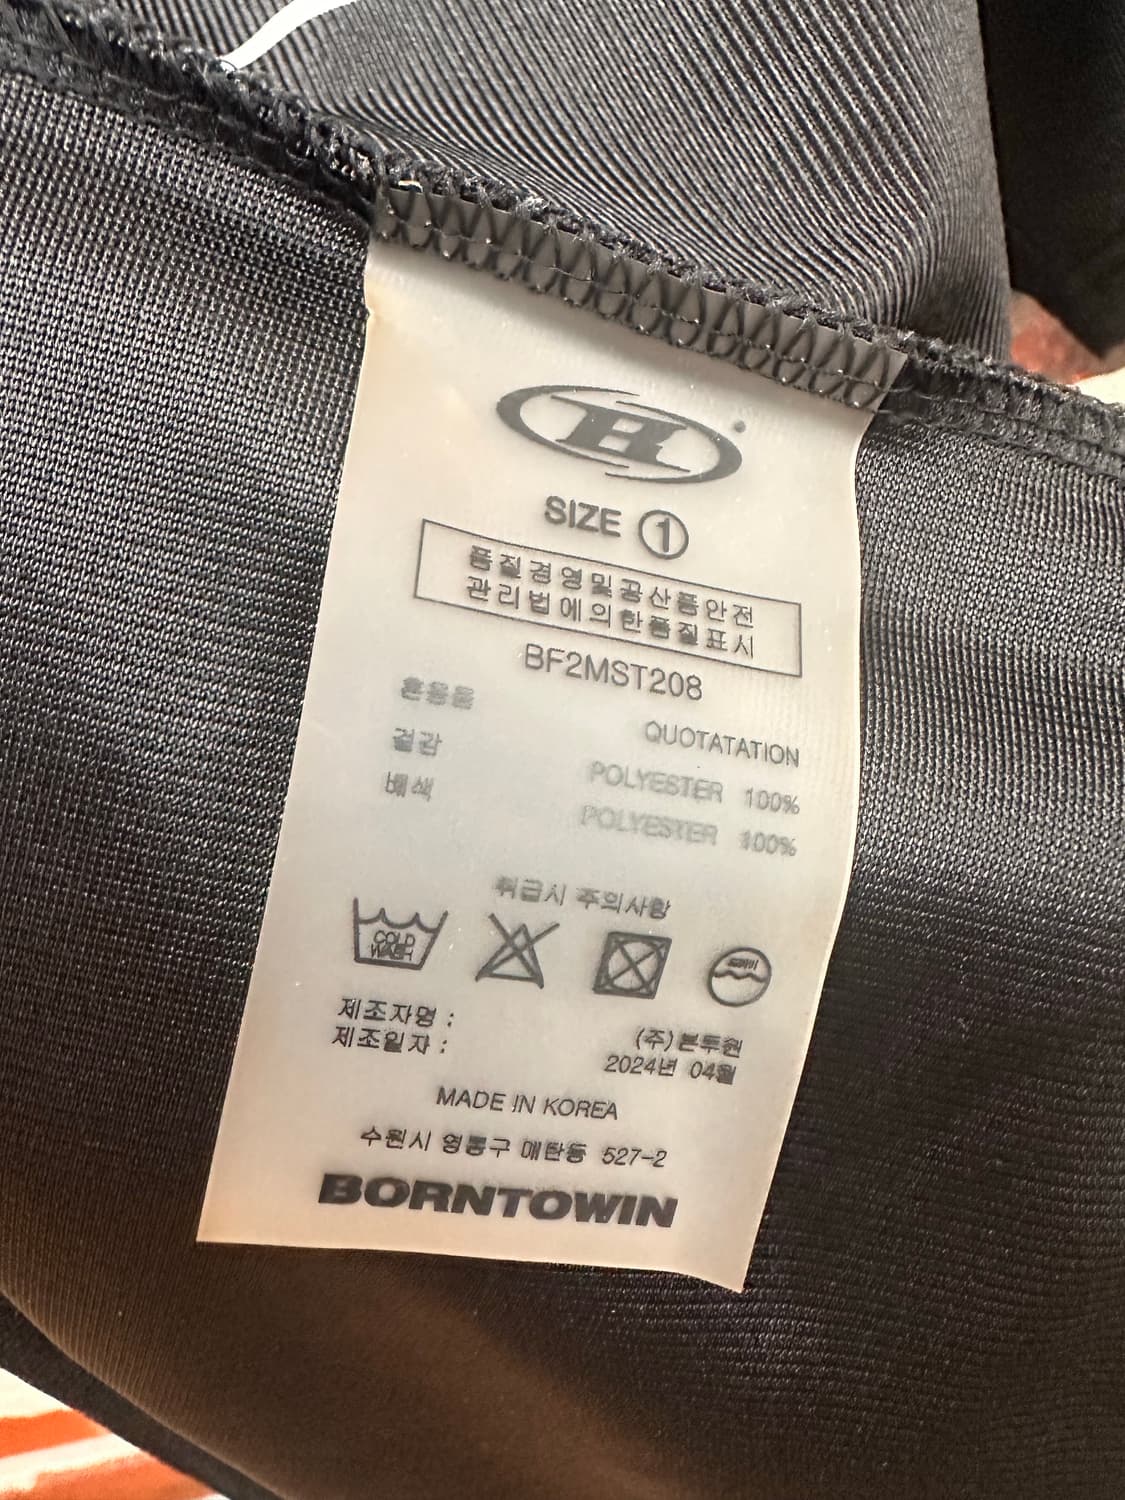 B
SIZE ①
품질경영및공산품안전
관리법에의한품질표시
BF2MST208
혼용율 QUOTATATION
겉감 POLYESTER 100%
배색 POLYESTER 100%
취급시 주의사항
COLD
WASH
드라이
제조자명 : (주)본투윈
제조일자 : 2024년 04월
MADE IN KOREA
수원시 영통구 매탄동 527-2
BORNTOWIN